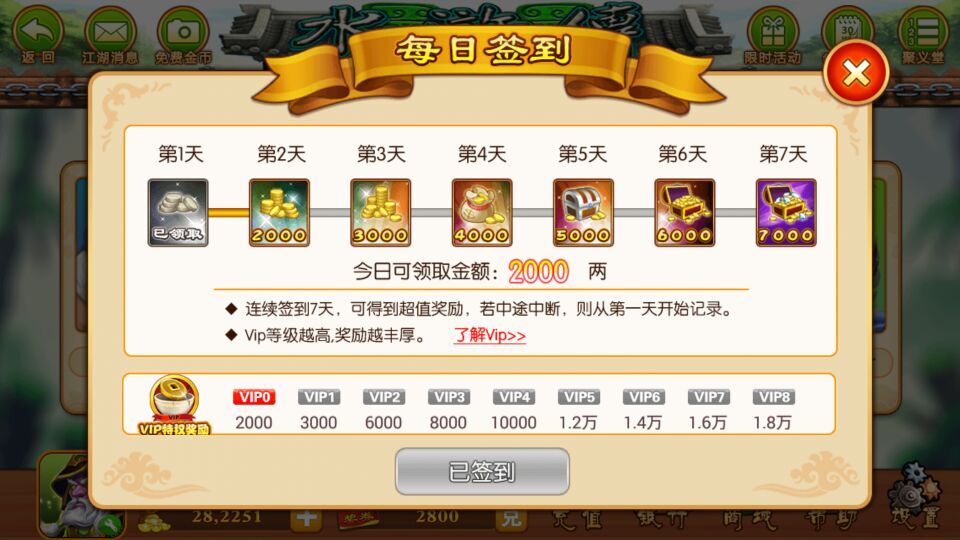 水浒傳
返回 江湖消息 免费金币 限时活动 聚义堂
每日签到
第1天 第2天 第3天 第4天 第5天 第6天 第7天
已领取 2000 3000 4000 5000 6000 7000
今日可领取金额：2000 两
◆ 连续签到7天，可得到超值奖励，若中途中断，则从第一天开始记录。
◆ Vip等级越高,奖励越丰厚。 了解Vip>>
VIP
VIP特权奖励
VIP0 VIP1 VIP2 VIP3 VIP4 VIP5 VIP6 VIP7 VIP8
2000 3000 6000 8000 10000 1.2万 1.4万 1.6万 1.8万
已签到
28,2251 奖券 2800 兑 充值 银行 商城 帮助 设置